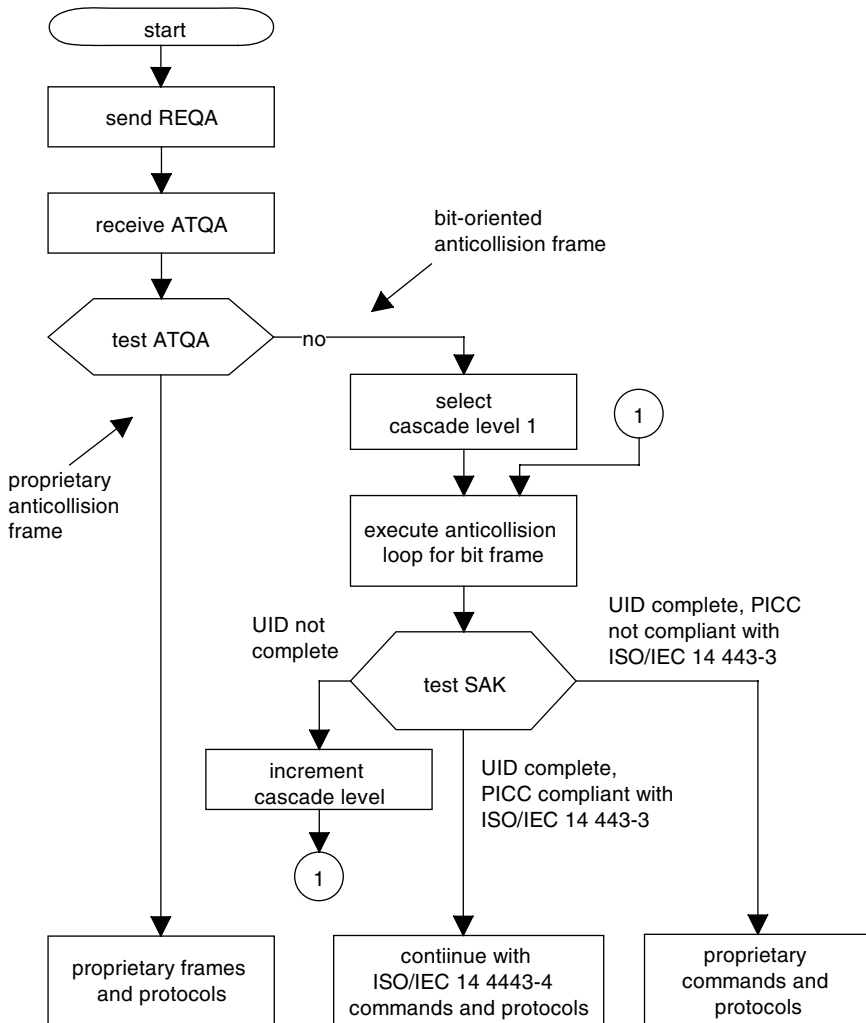 start
send REQA
receive ATQA
bit-oriented
anticollision frame
test ATQA
no
select
cascade level 1
1
proprietary
anticollision
frame
execute anticollision
loop for bit frame
UID not
complete
UID complete, PICC
not compliant with
ISO/IEC 14 443-3
test SAK
increment
cascade level
UID complete,
PICC compliant with
ISO/IEC 14 443-3
1
proprietary frames
and protocols
contiinue with
ISO/IEC 14 4443-4
commands and protocols
proprietary
commands and
protocols